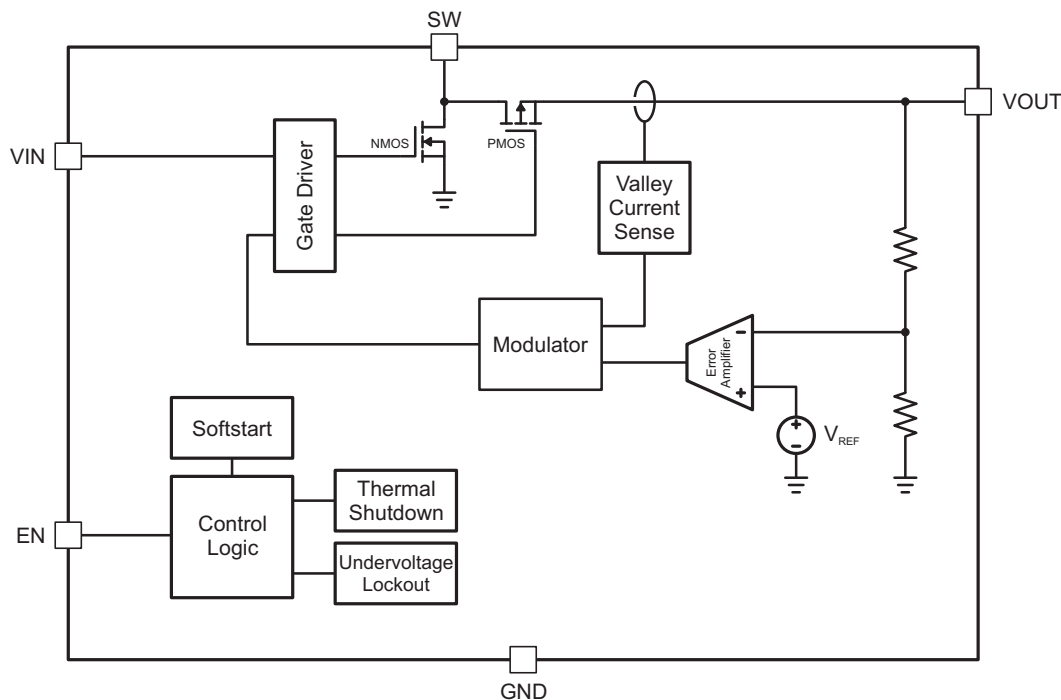 SW
VOUT
VIN
Gate Driver
NMOS
PMOS
Valley
Current
Sense
Modulator
Error
Amplifier
–
+
+
–
VREF
Softstart
Thermal
Shutdown
EN
Control
Logic
Undervoltage
Lockout
GND